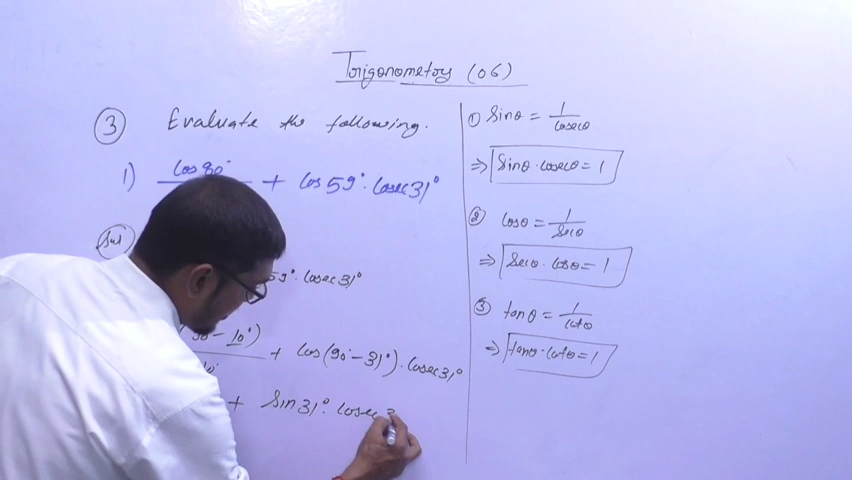 Trigonometry (06)
③ Evaluate the following.
1) cos 80° + cos 59° · cosec 31°
Sol
59° · cosec 31°
90 - 10°) + cos (90° - 31°) · cosec 31°
+ sin 31° · cosec 3
① sinθ = 1/cosecθ
⇒ sinθ · cosecθ = 1
② cosθ = 1/secθ
⇒ secθ · cosθ = 1
③ tanθ = 1/cotθ
⇒ tanθ · cotθ = 1